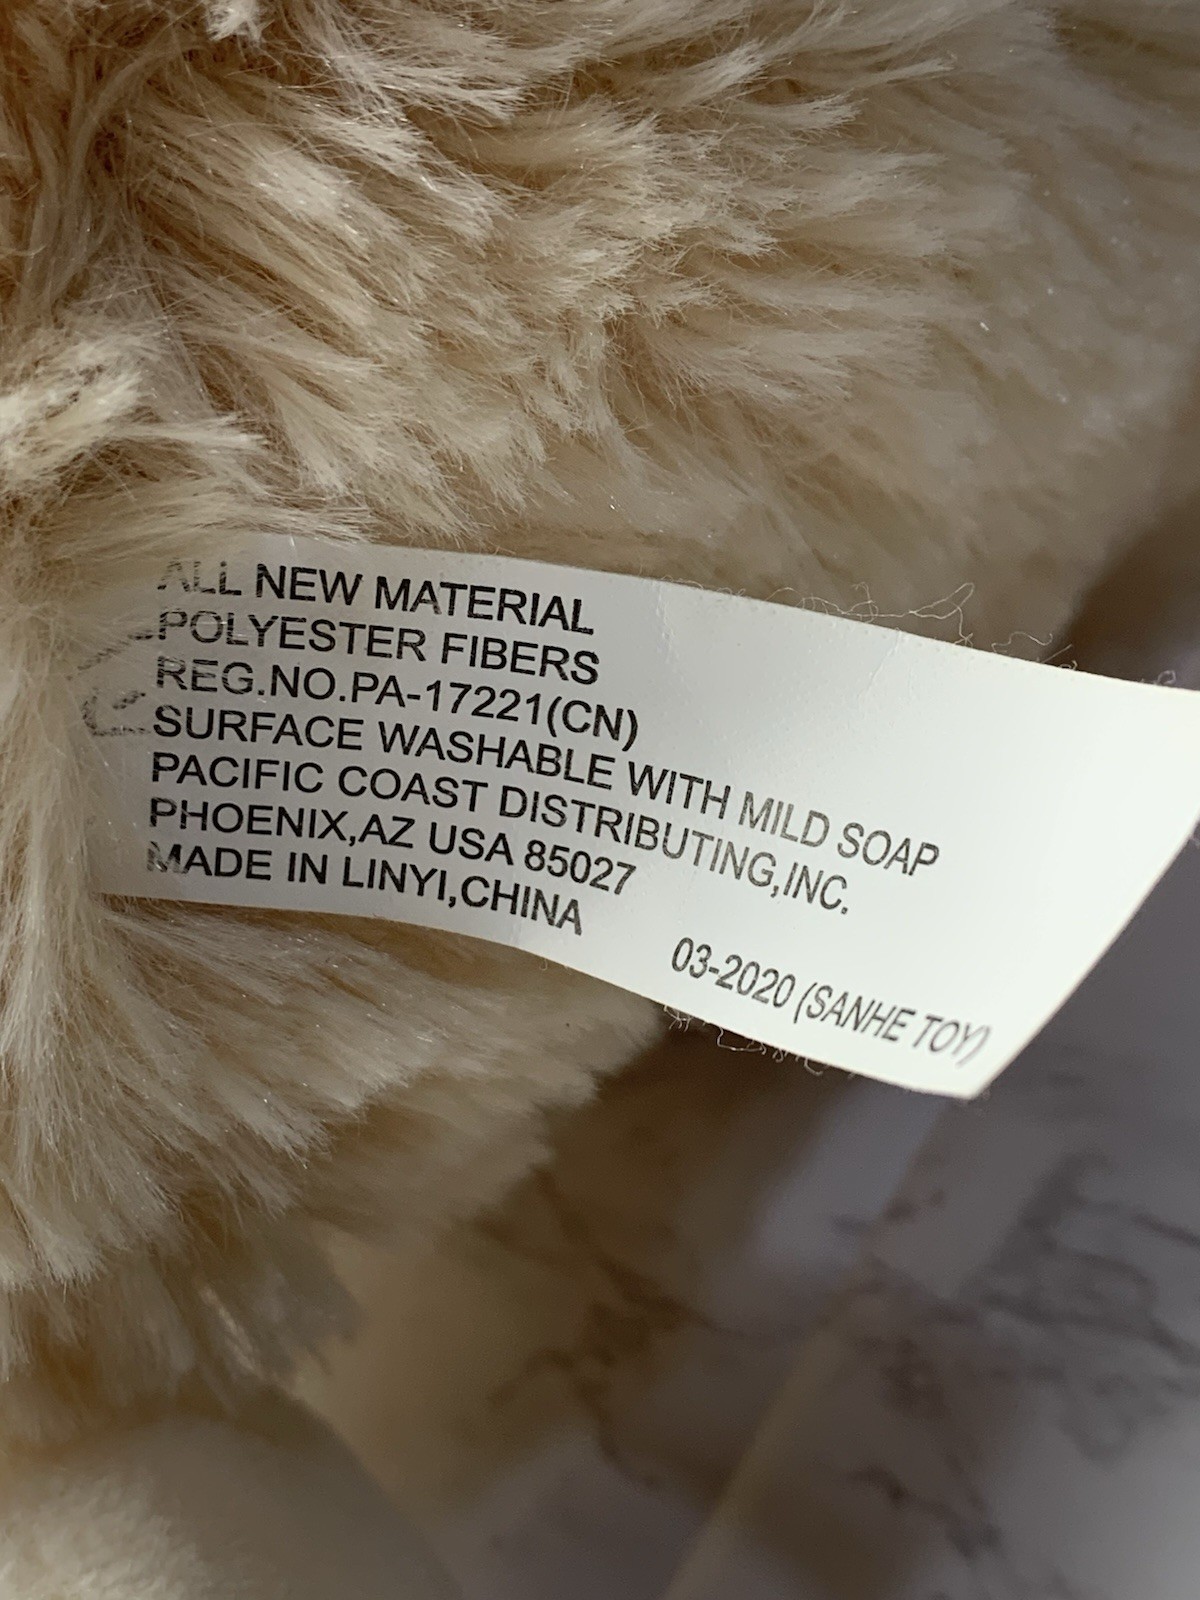 ALL NEW MATERIAL
POLYESTER FIBERS
REG.NO.PA-17221(CN)
SURFACE WASHABLE WITH MILD SOAP
PACIFIC COAST DISTRIBUTING,INC.
PHOENIX,AZ USA 85027
MADE IN LINYI,CHINA
03-2020 (SANHE TOY)